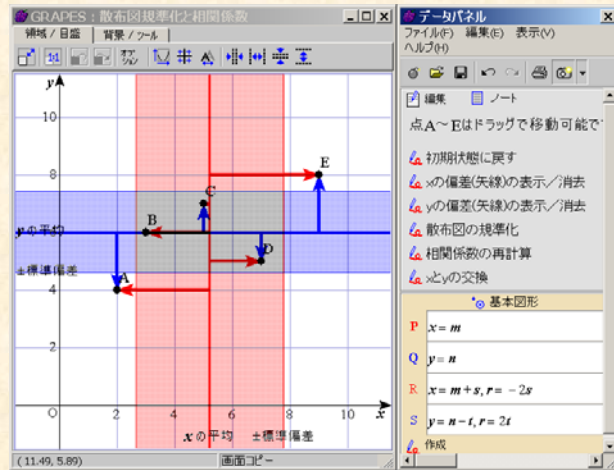 GRAPES : 散布図規準化と相関係数
領域 / 目盛
背景 / ツール
オプション
y
10
8
4
2
O
2
4
6
8
10
x
A
B
C
D
E
y の平均
±標準偏差
x の平均 ±標準偏差
(11.49, 5.89)
画面コピー
データパネル
ファイル(F) 編集(E) 表示(V)
ヘルプ(H)
編集 ノート
点A～Eはドラッグで移動可能で
初期状態に戻す
xの偏差(矢線)の表示／消去
yの偏差(矢線)の表示／消去
散布図の規準化
相関係数の再計算
xとyの交換
基本図形
P x = m
Q y = n
R x = m + s, r = - 2s
S y = n - t, r = 2t
作成